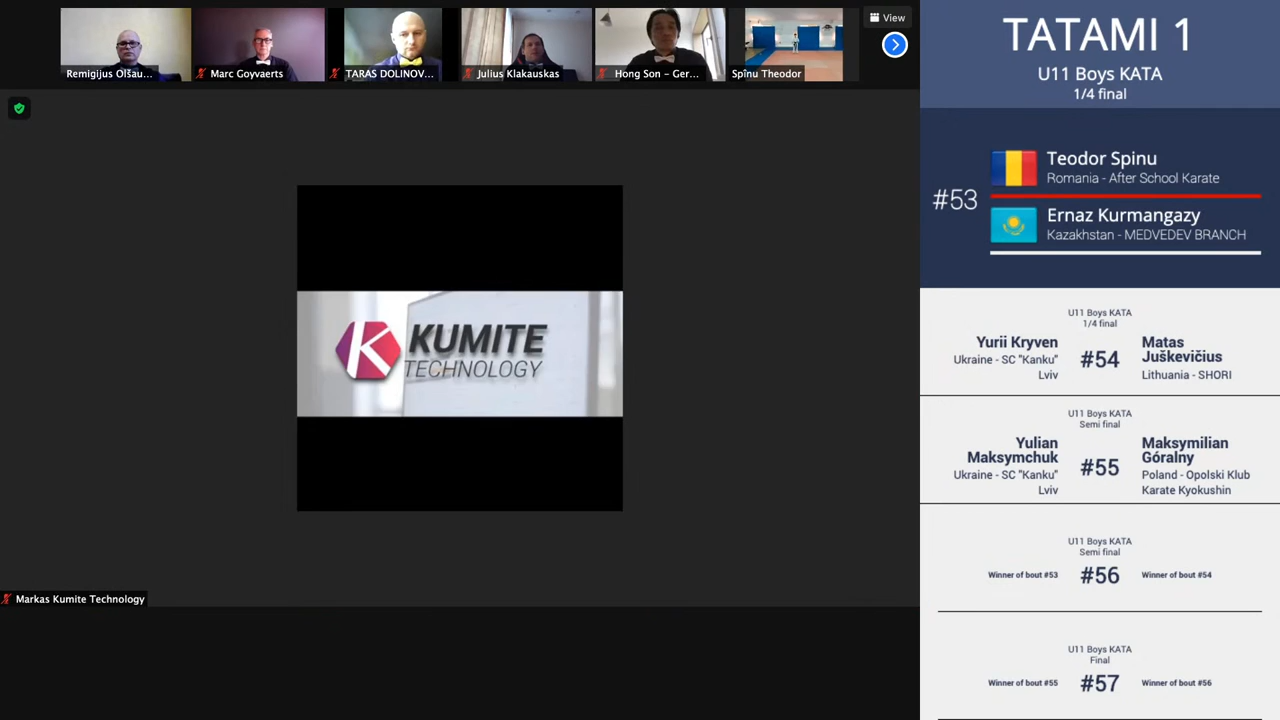 Remigijus Olšau...
Marc Goyvaerts
TARAS DOLINOV...
Julius Klakauskas
Hong Son – Ger...
Spînu Theodor
View
KUMITE
TECHNOLOGY
Markas Kumite Technology
TATAMI 1
U11 Boys KATA
1/4 final
#53
Teodor Spinu
Romania - After School Karate
Ernaz Kurmangazy
Kazakhstan - MEDVEDEV BRANCH
U11 Boys KATA
1/4 final
Yurii Kryven
Ukraine - SC "Kanku"
Lviv
#54
Matas
Juškevičius
Lithuania - SHORI
U11 Boys KATA
Semi final
Yulian
Maksymchuk
Ukraine - SC "Kanku"
Lviv
#55
Maksymilian
Góralny
Poland - Opolski Klub
Karate Kyokushin
U11 Boys KATA
Semi final
Winner of bout #53
#56
Winner of bout #54
U11 Boys KATA
Final
Winner of bout #55
#57
Winner of bout #56